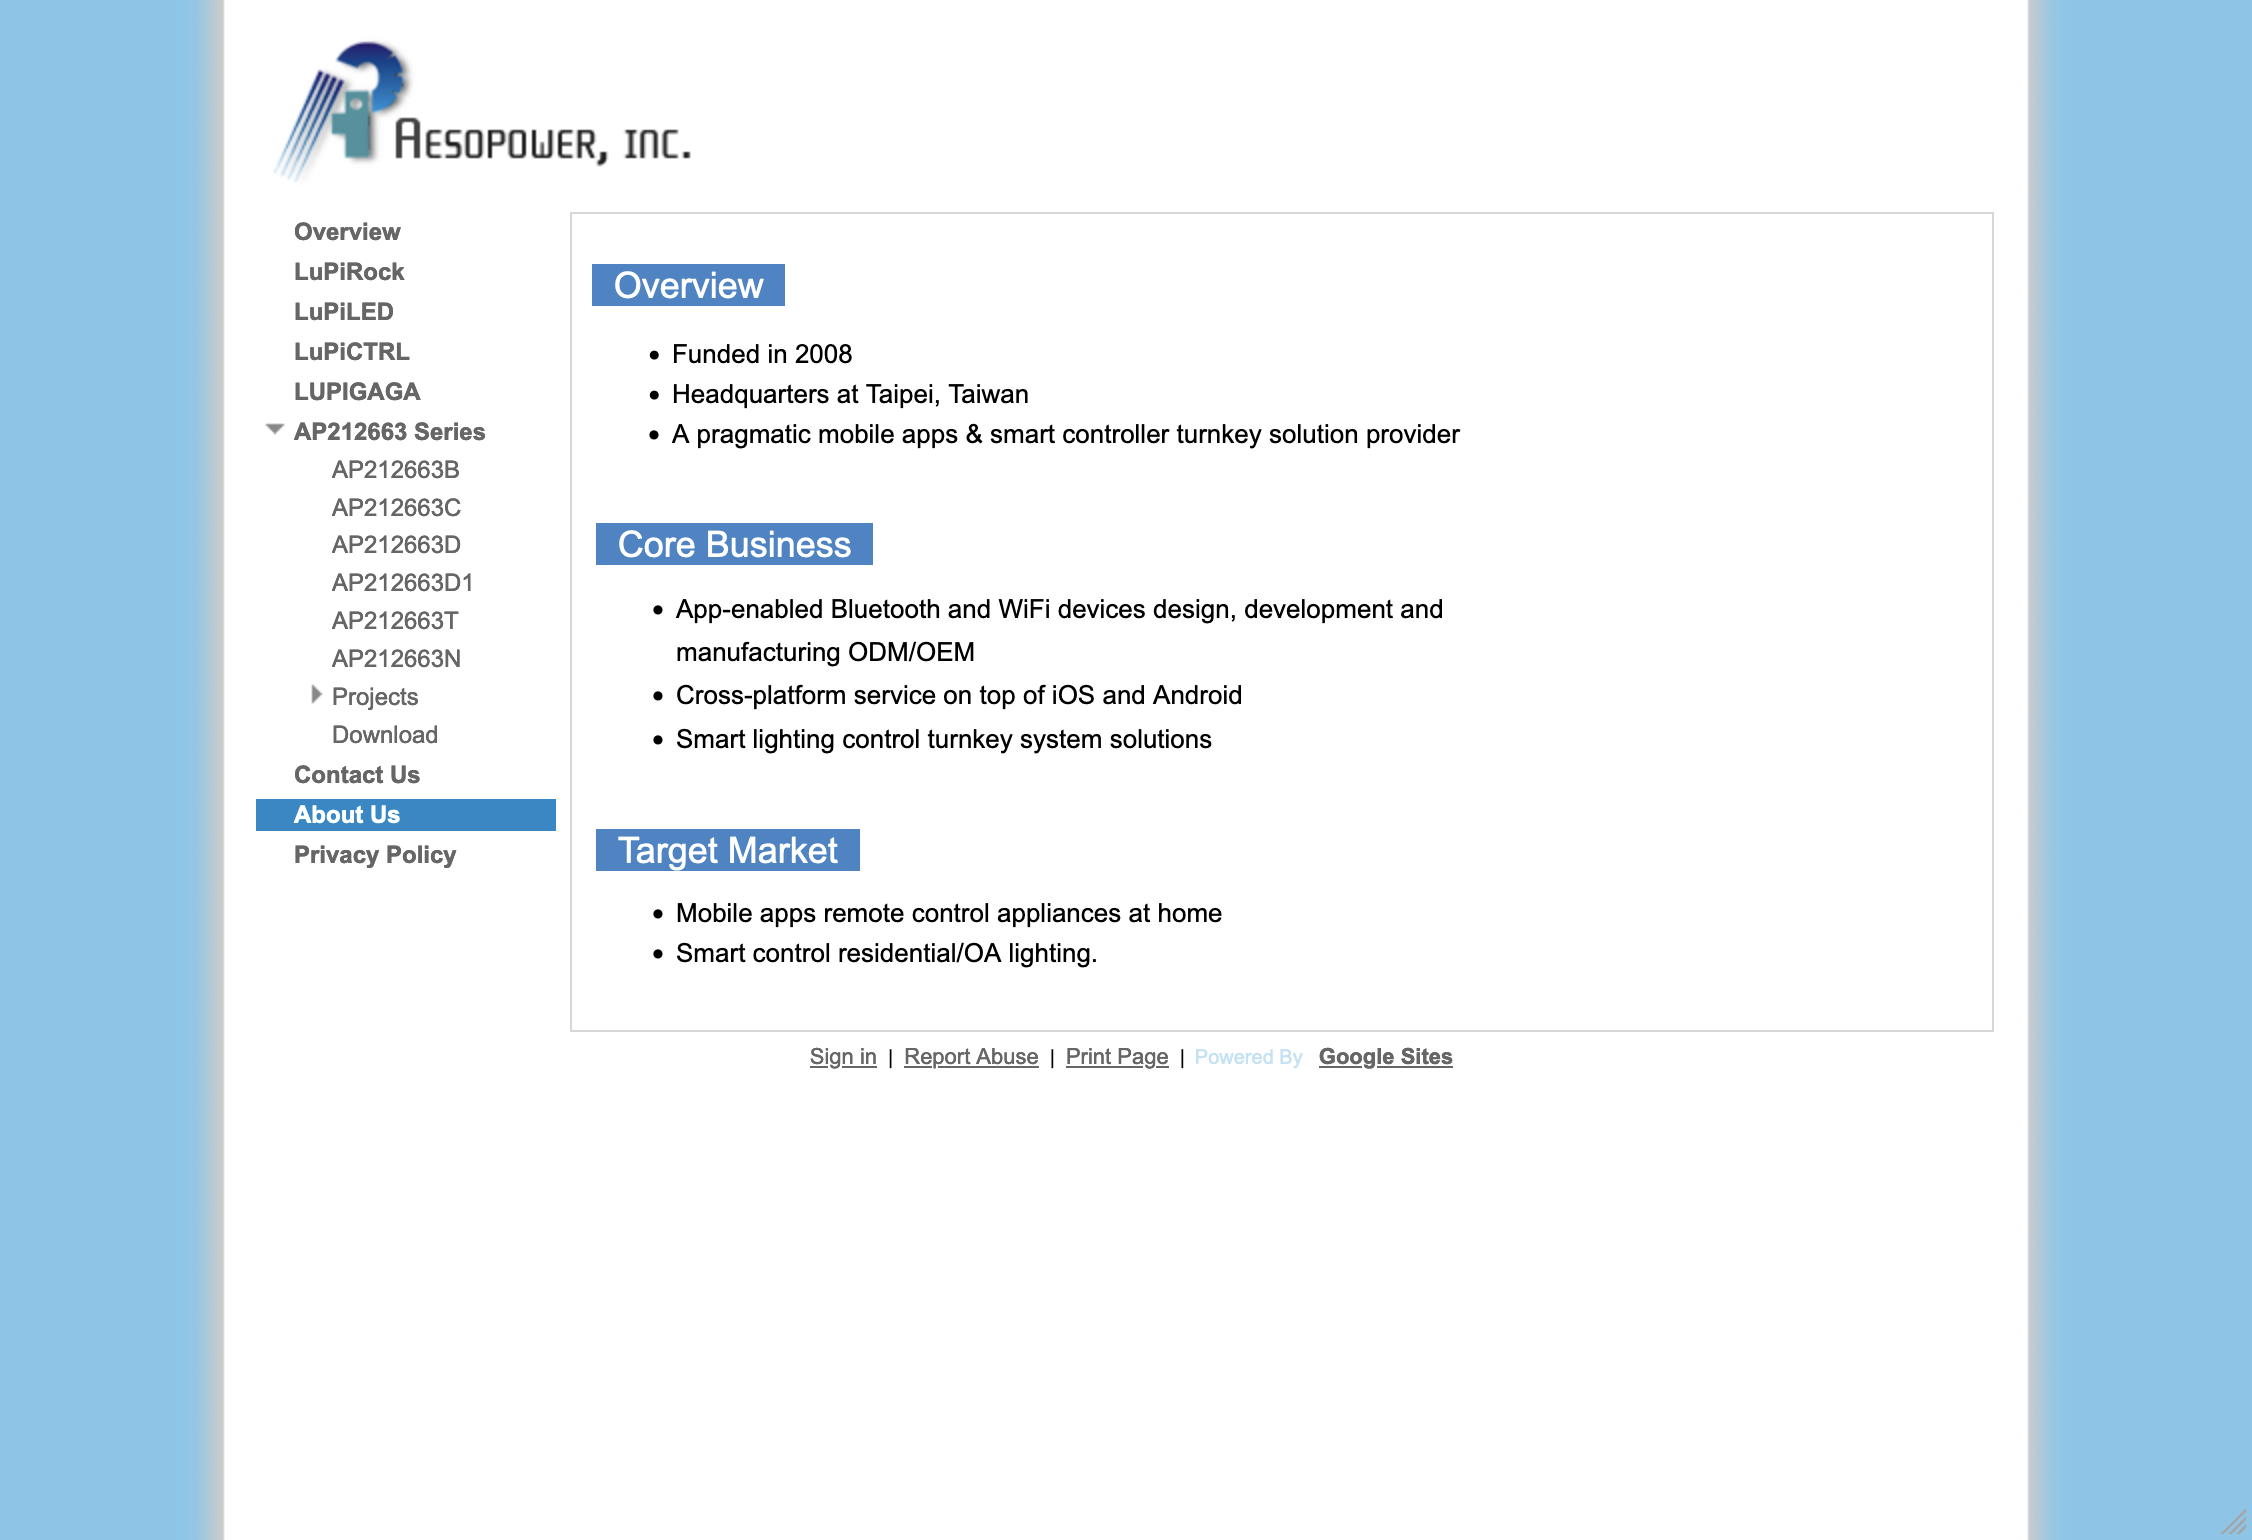 AESOPOWER, INC.
Overview
LuPiRock
LuPiLED
LuPiCTRL
LUPIGAGA
AP212663 Series
AP212663B
AP212663C
AP212663D
AP212663D1
AP212663T
AP212663N
Projects
Download
Contact Us
About Us
Privacy Policy
Overview
• Funded in 2008
• Headquarters at Taipei, Taiwan
• A pragmatic mobile apps & smart controller turnkey solution provider
Core Business
• App-enabled Bluetooth and WiFi devices design, development and
manufacturing ODM/OEM
• Cross-platform service on top of iOS and Android
• Smart lighting control turnkey system solutions
Target Market
• Mobile apps remote control appliances at home
• Smart control residential/OA lighting.
Sign in | Report Abuse | Print Page | Powered By Google Sites